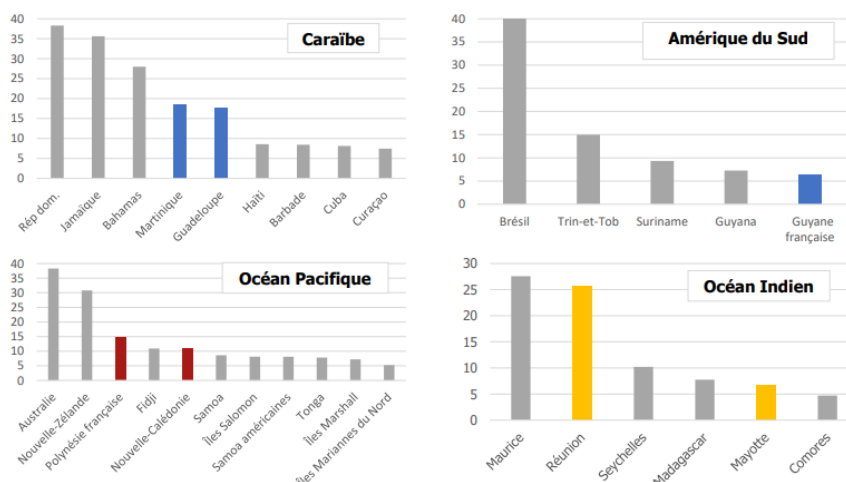 Caraïbe
40
35
30
25
20
15
10
5
0
Rép dom.
Jamaïque
Bahamas
Martinique
Guadeloupe
Haïti
Barbade
Cuba
Curaçao
Amérique du Sud
40
35
30
25
20
15
10
5
0
Brésil
Trin-et-Tob
Suriname
Guyana
Guyane
française
Océan Pacifique
40
35
30
25
20
15
10
5
0
Australie
Nouvelle-Zélande
Polynésie française
Fidji
Nouvelle-Calédonie
Samoa
Îles Salomon
Samoa américaines
Tonga
Îles Marshall
Îles Mariannes du Nord
Océan Indien
30
25
20
15
10
5
0
Maurice
Réunion
Seychelles
Madagascar
Mayotte
Comores